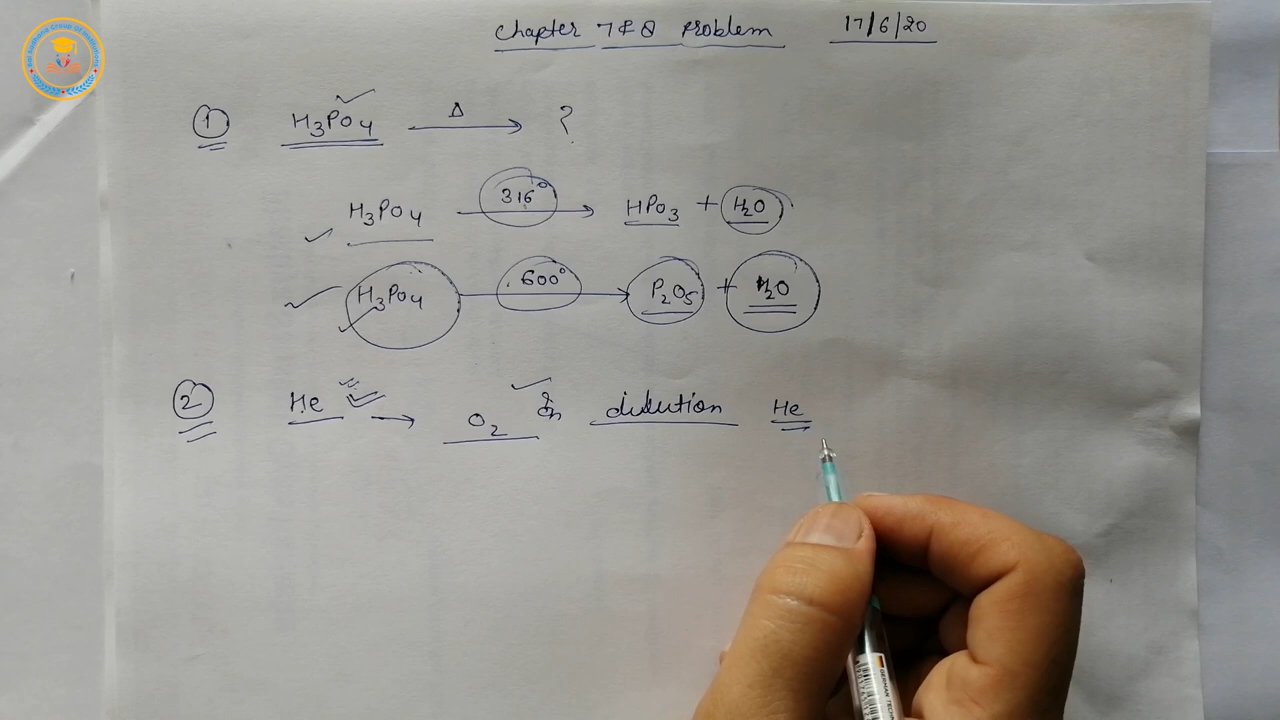 Chapter 7 & 8 Problem 17/6/20
① H₃PO₄ —Δ→ ?
H₃PO₄ —316°→ HPO₃ + H₂O
H₃PO₄ —600°→ P₂O₅ + H₂O
② He → O₂ dilution He
GERMAN